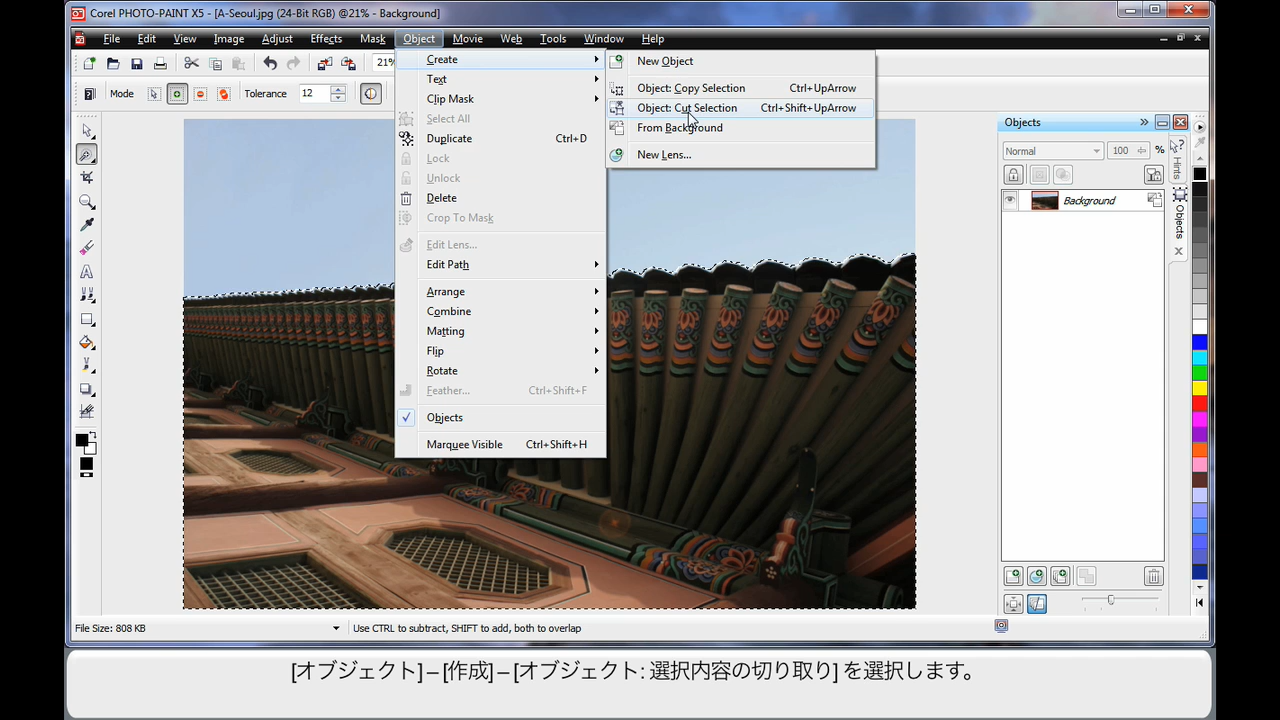 Corel PHOTO-PAINT X5 - [A-Seoul.jpg (24-Bit RGB) @21% - Background]
File Edit View Image Adjust Effects Mask Object Movie Web Tools Window Help
21%
Mode Tolerance 12
Create
Text
Clip Mask
Select All
Duplicate Ctrl+D
Lock
Unlock
Delete
Crop To Mask
Edit Lens...
Edit Path
Arrange
Combine
Matting
Flip
Rotate
Feather... Ctrl+Shift+F
Objects
Marquee Visible Ctrl+Shift+H
New Object
Object: Copy Selection Ctrl+UpArrow
Object: Cut Selection Ctrl+Shift+UpArrow
From Background
New Lens...
Objects
Normal 100 %
Background
Hints
Objects
File Size: 808 KB Use CTRL to subtract, SHIFT to add, both to overlap
[オブジェクト] – [作成] – [オブジェクト: 選択内容の切り取り] を選択します。